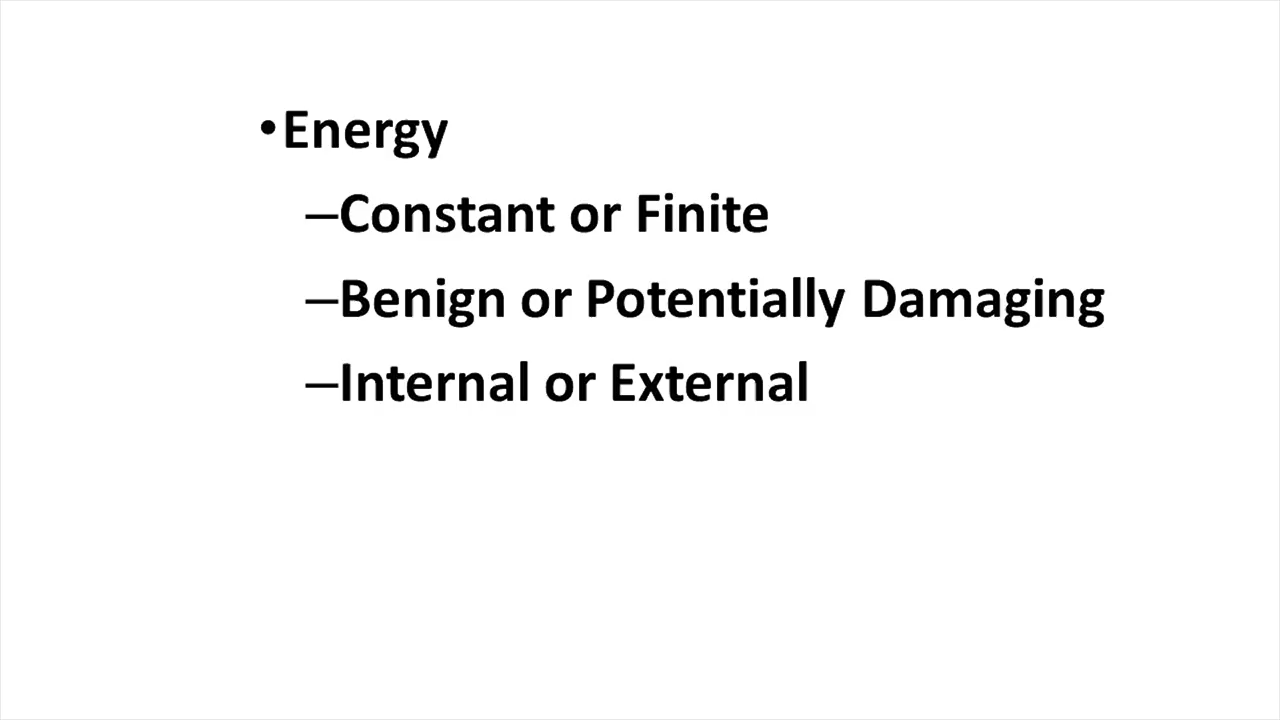 •Energy
–Constant or Finite
–Benign or Potentially Damaging
–Internal or External